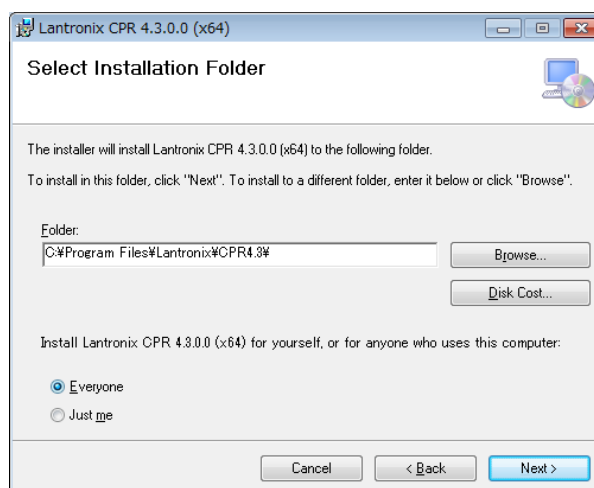 Lantronix CPR 4.3.0.0 (x64)
Select Installation Folder
The installer will install Lantronix CPR 4.3.0.0 (x64) to the following folder.
To install in this folder, click "Next". To install to a different folder, enter it below or click "Browse".
Folder:
C:¥Program Files¥Lantronix¥CPR4.3¥
Browse...
Disk Cost...
Install Lantronix CPR 4.3.0.0 (x64) for yourself, or for anyone who uses this computer:
Everyone
Just me
Cancel
< Back
Next >